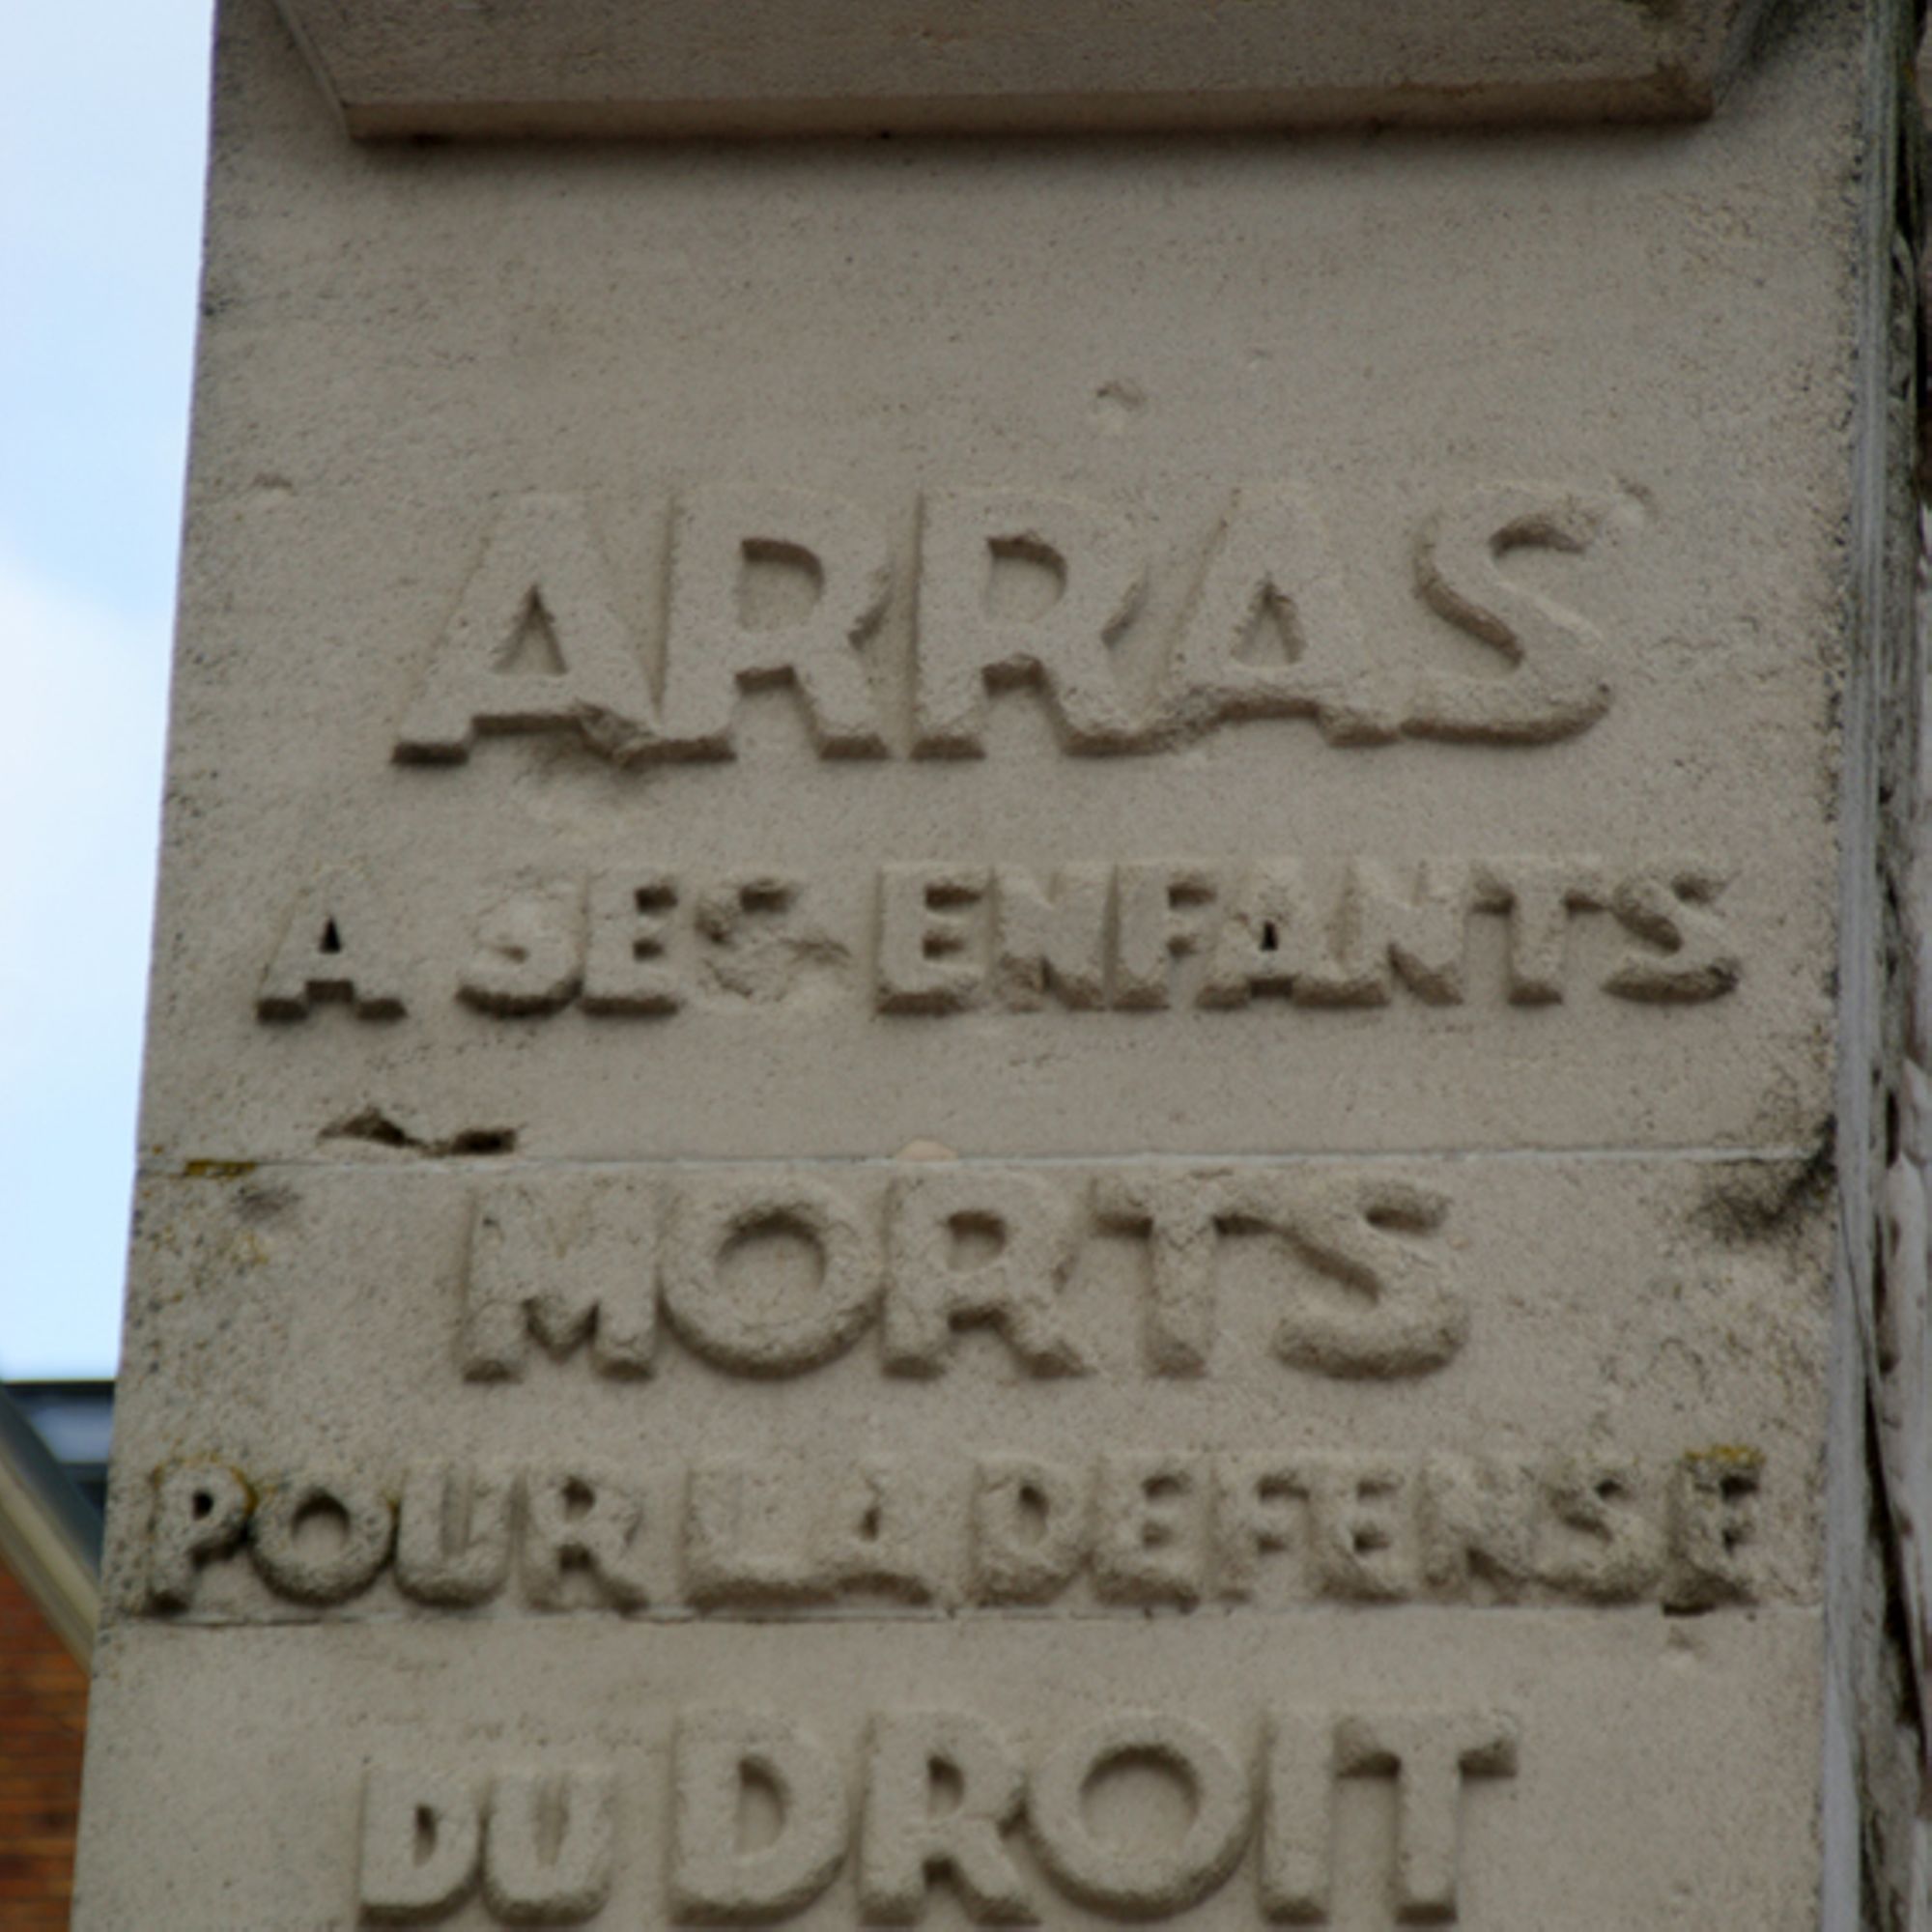 ARRAS
A SES ENFANTS
MORTS
POUR LA DEFENSE
DU DROIT